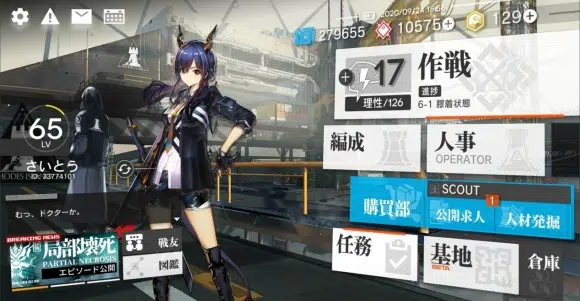 2020/09/24 18:56
279655
10575+
129+
65
LV
さいとう
ID: 33774101
むっ、ドクターか。
BREAKING NEWS
局部壊死
PARTIAL NECROSIS
エピソード公開
戦友
図鑑
+17
理性/126
作戦
進捗
6-1 膠着状態
編成
人事
OPERATOR
購買部
SCOUT
公開求人
1
人材発掘
任務
基地
BETA
倉庫